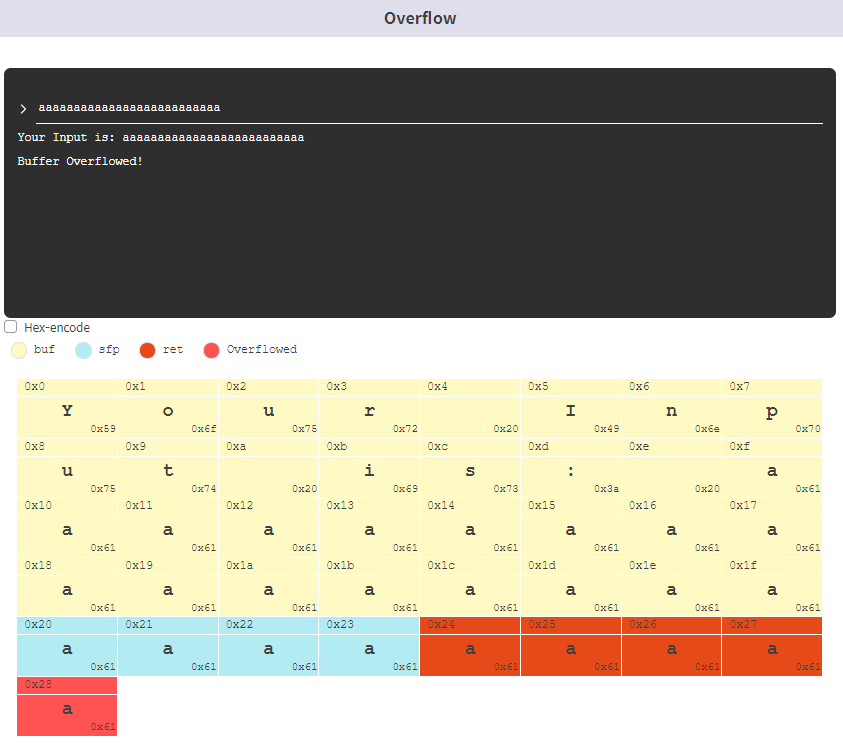 Overflow
> aaaaaaaaaaaaaaaaaaaaaaaaaa
Your Input is: aaaaaaaaaaaaaaaaaaaaaaaaaa
Buffer Overflowed!
Hex-encode
buf sfp ret Overflowed
0x0 0x1 0x2 0x3 0x4 0x5 0x6 0x7
Y o u r I n p
0x59 0x6f 0x75 0x72 0x20 0x49 0x6e 0x70
0x8 0x9 0xa 0xb 0xc 0xd 0xe 0xf
u t i s : a
0x75 0x74 0x20 0x69 0x73 0x3a 0x20 0x61
0x10 0x11 0x12 0x13 0x14 0x15 0x16 0x17
a a a a a a a a
0x61 0x61 0x61 0x61 0x61 0x61 0x61 0x61
0x18 0x19 0x1a 0x1b 0x1c 0x1d 0x1e 0x1f
a a a a a a a a
0x61 0x61 0x61 0x61 0x61 0x61 0x61 0x61
0x20 0x21 0x22 0x23 0x24 0x25 0x26 0x27
a a a a a a a a
0x61 0x61 0x61 0x61 0x61 0x61 0x61 0x61
0x28
a
0x61